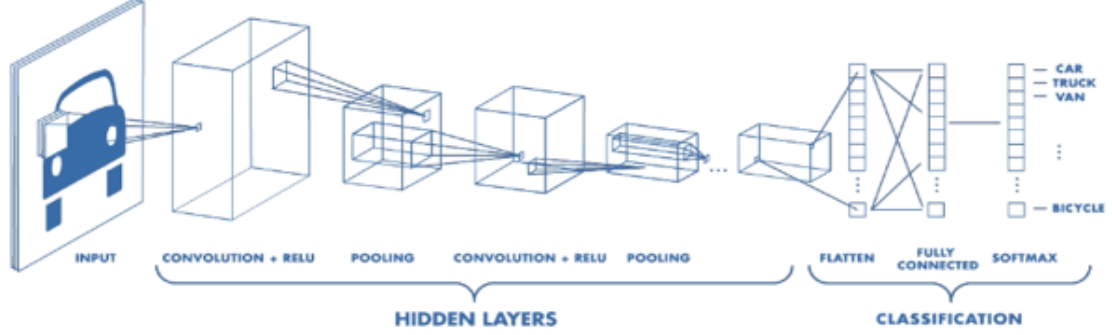 CAR
TRUCK
VAN
BICYCLE
INPUT
CONVOLUTION + RELU
POOLING
CONVOLUTION + RELU
POOLING
FLATTEN
FULLY
CONNECTED
SOFTMAX
HIDDEN LAYERS
CLASSIFICATION